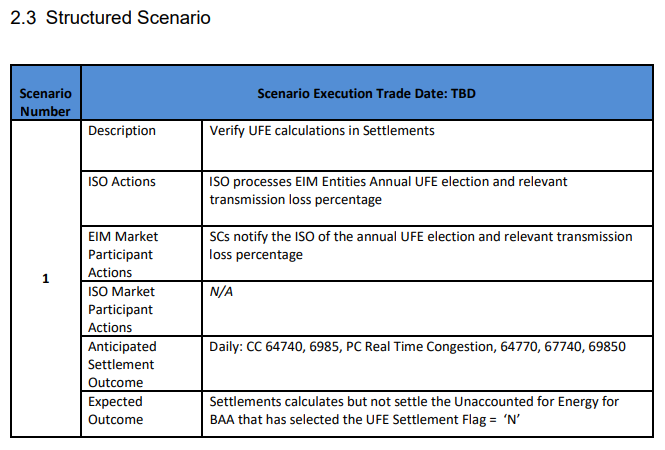 2.3 Structured Scenario
Scenario
Number
Scenario Execution Trade Date: TBD
1
Description
Verify UFE calculations in Settlements
ISO Actions
ISO processes EIM Entities Annual UFE election and relevant
transmission loss percentage
EIM Market
Participant
Actions
SCs notify the ISO of the annual UFE election and relevant transmission
loss percentage
ISO Market
Participant
Actions
N/A
Anticipated
Settlement
Outcome
Daily: CC 64740, 6985, PC Real Time Congestion, 64770, 67740, 69850
Expected
Outcome
Settlements calculates but not settle the Unaccounted for Energy for
BAA that has selected the UFE Settlement Flag = ‘N’